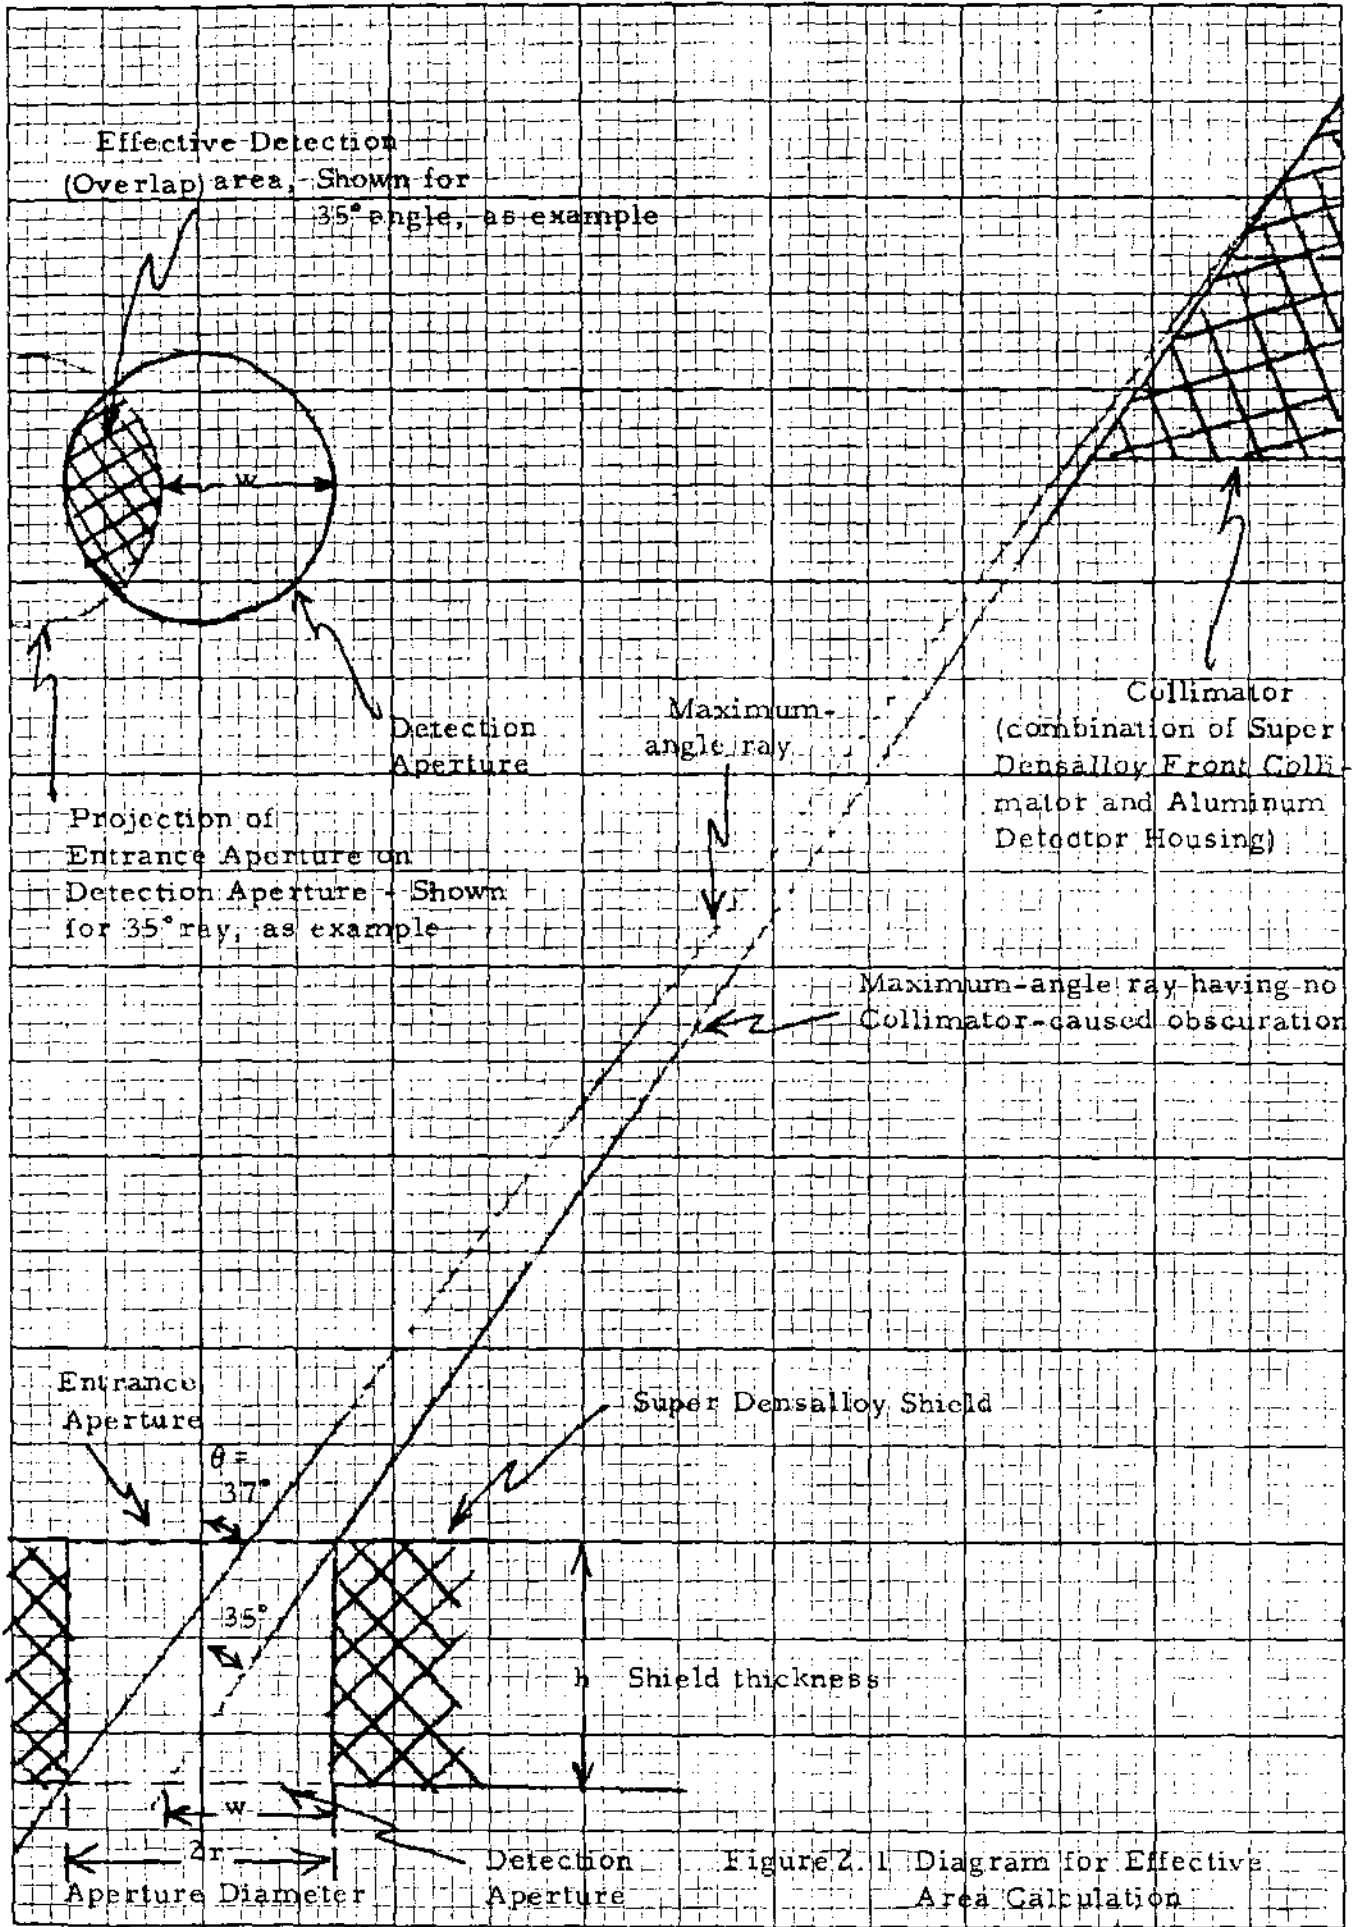 Effective Detection
(Overlap) area, Shown for
35° angle, as example
w
Detection
Aperture
Projection of
Entrance Aperture on
Detection Aperture - Shown
for 35° ray, as example
Maximum-
angle ray
Collimator
(combination of Super
Densalloy Front Colli-
mator and Aluminum
Detector Housing)
Maximum-angle ray having no
Collimator-caused obscuration
Entrance
Aperture
θ =
37°
Super Densalloy Shield
35°
h Shield thickness
w
2r
Aperture Diameter
Detection
Aperture
Figure 2.1 Diagram for Effective
Area Calculation